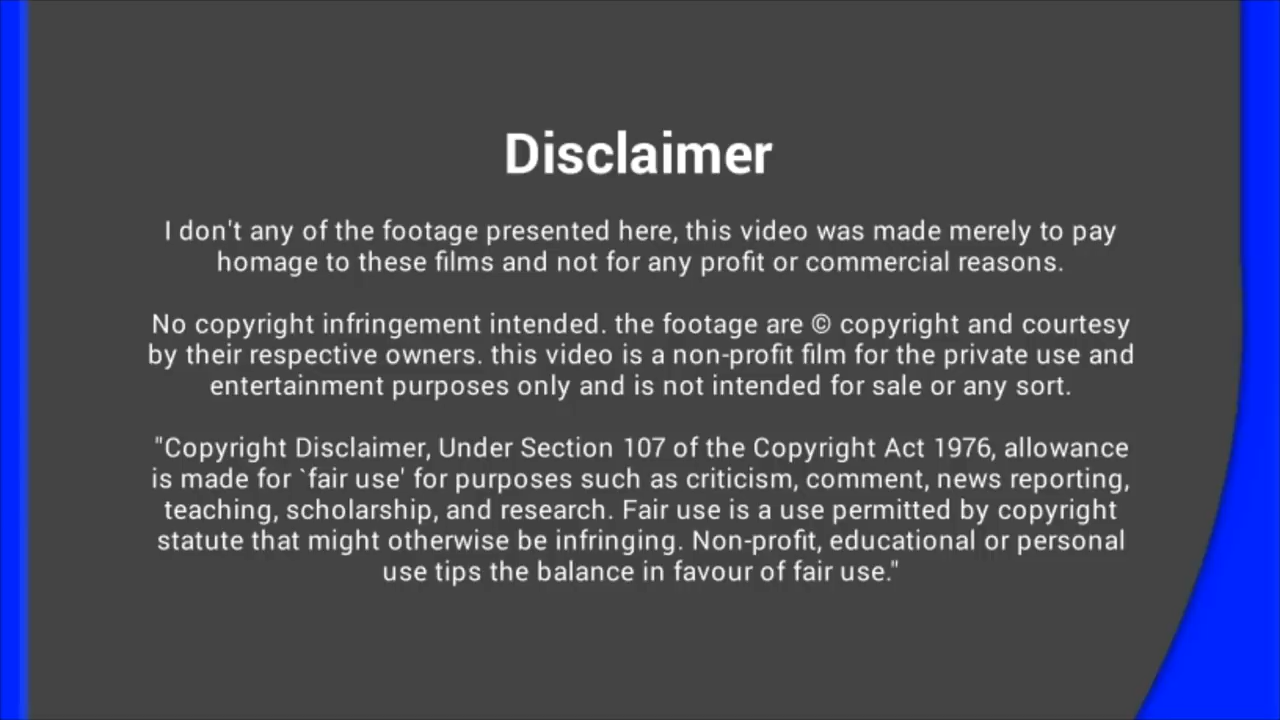 Disclaimer
I don't any of the footage presented here, this video was made merely to pay
homage to these films and not for any profit or commercial reasons.
No copyright infringement intended. the footage are © copyright and courtesy
by their respective owners. this video is a non-profit film for the private use and
entertainment purposes only and is not intended for sale or any sort.
"Copyright Disclaimer, Under Section 107 of the Copyright Act 1976, allowance
is made for `fair use' for purposes such as criticism, comment, news reporting,
teaching, scholarship, and research. Fair use is a use permitted by copyright
statute that might otherwise be infringing. Non-profit, educational or personal
use tips the balance in favour of fair use."